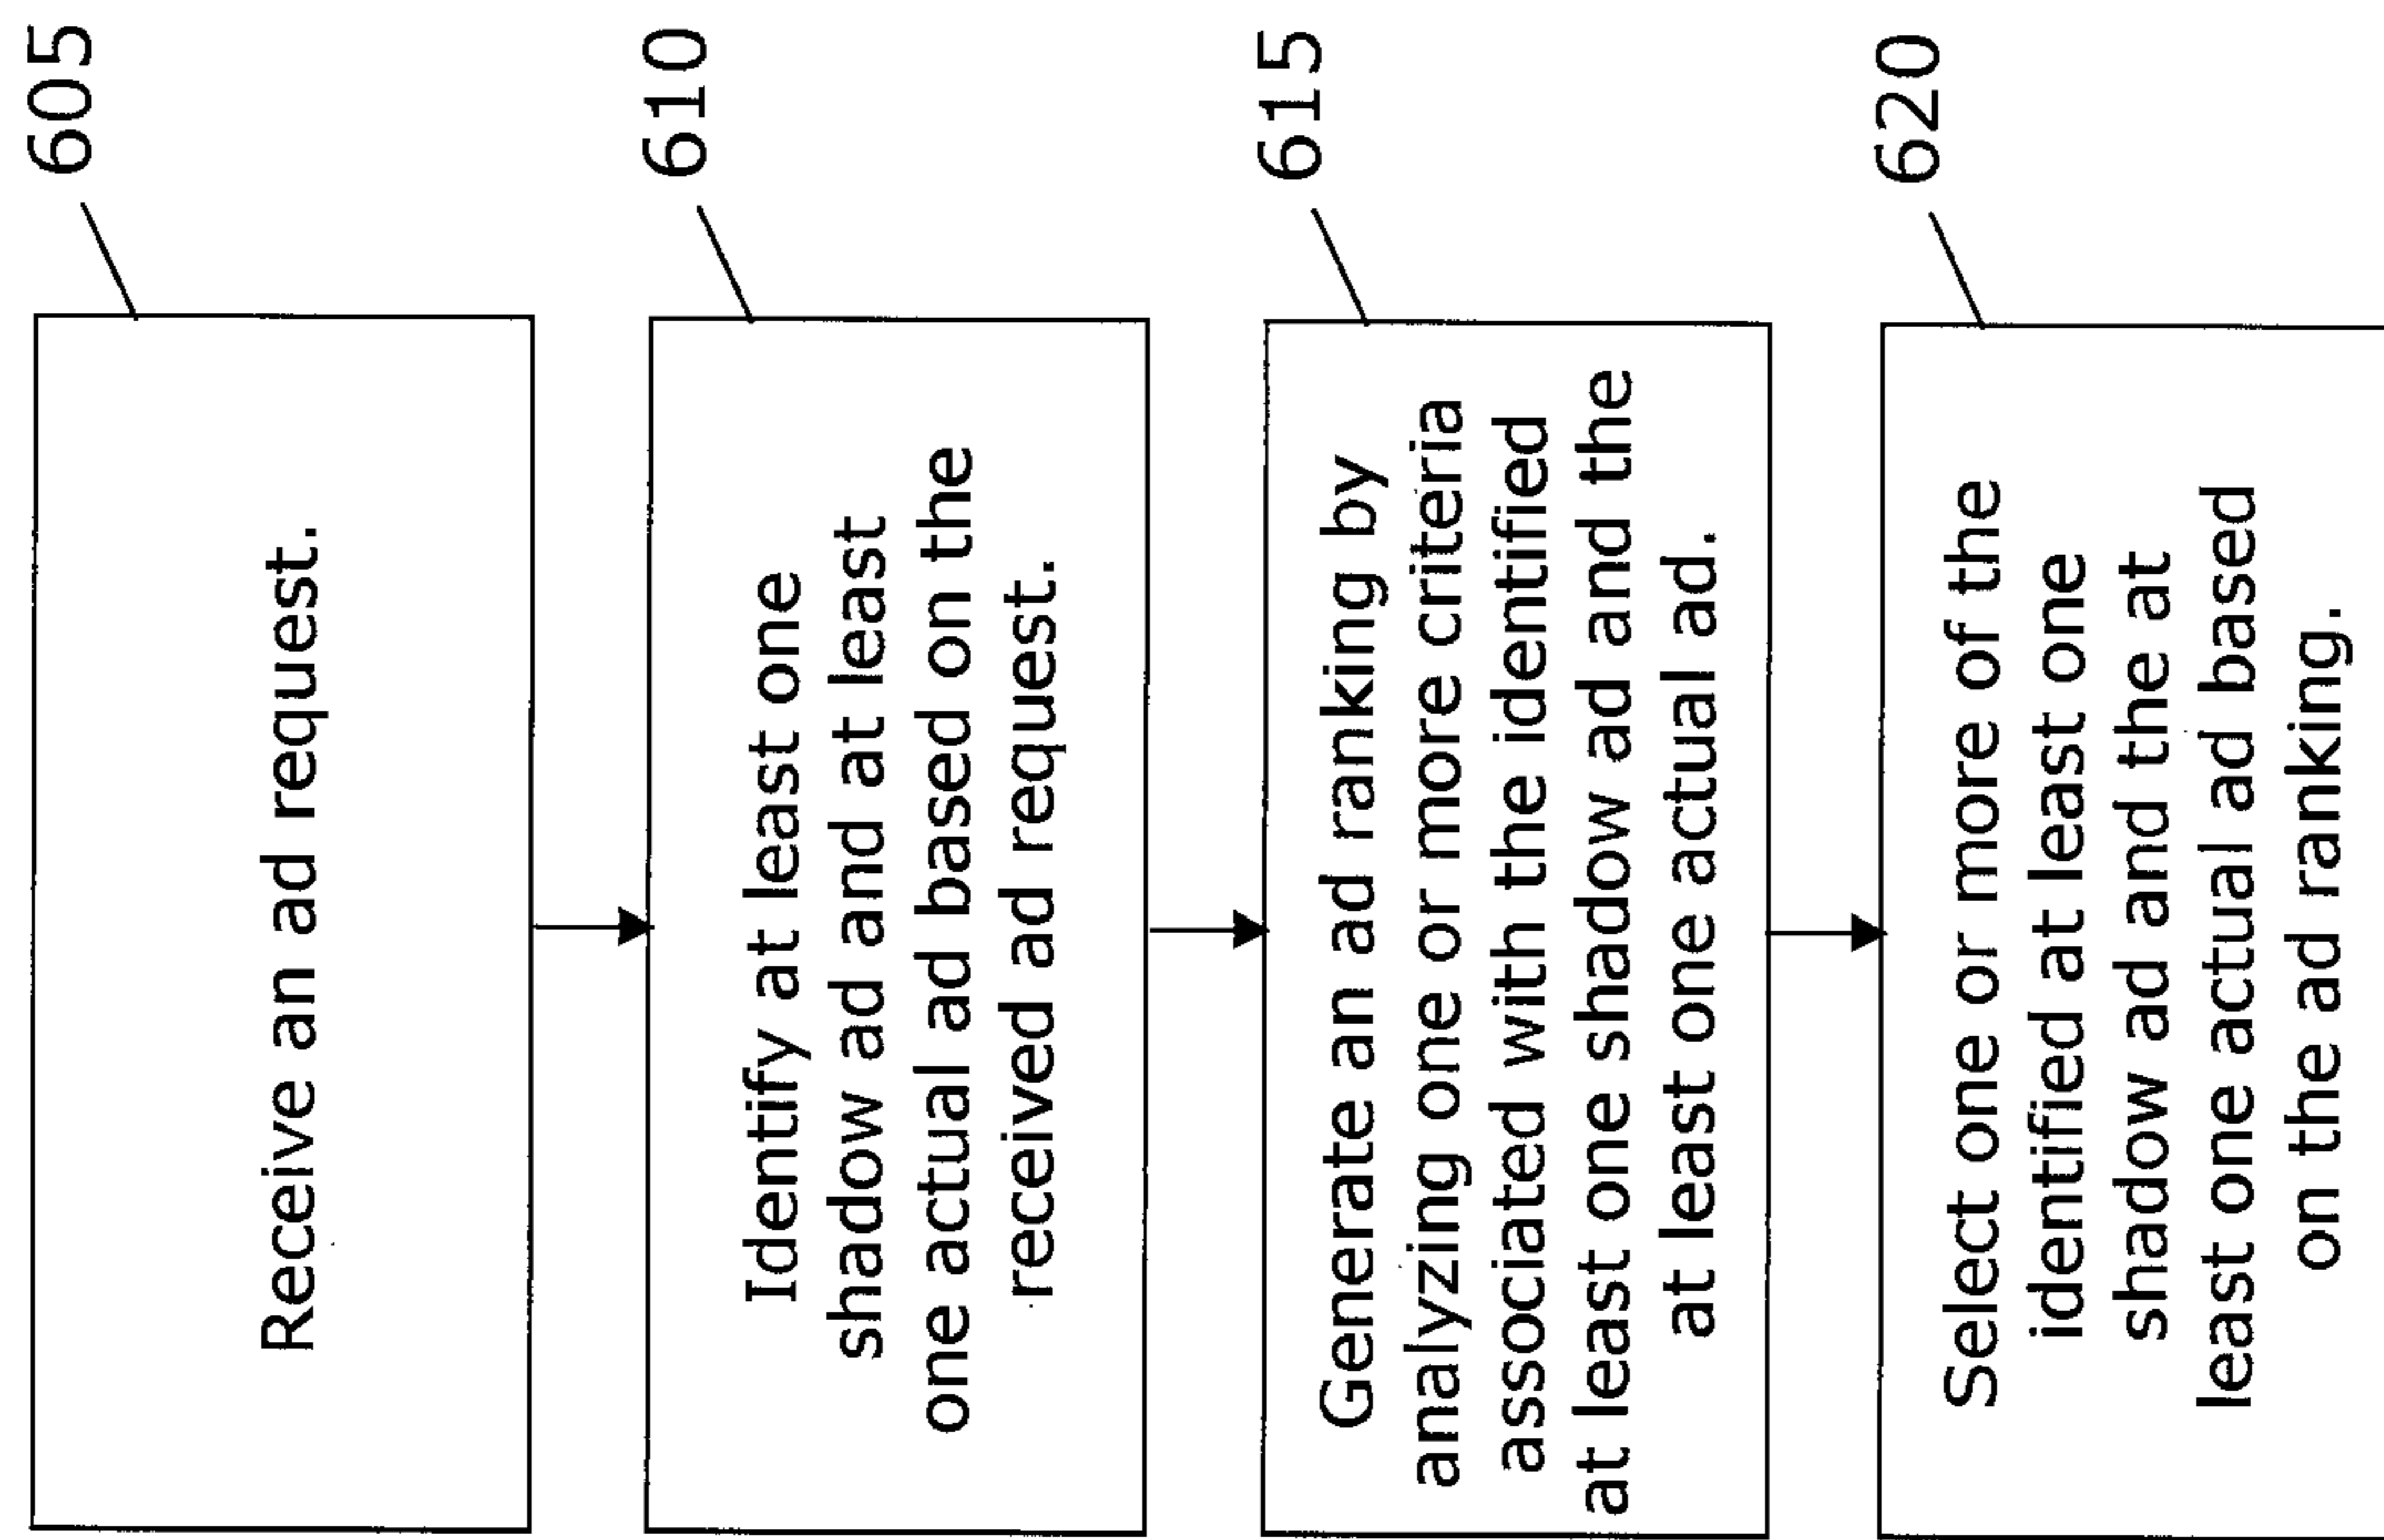 605
Receive an ad request.
610
Identify at least one
shadow ad and at least
one actual ad based on the
received ad request.
615
Generate an ad ranking by
analyzing one or more criteria
associated with the identified
at least one shadow ad and the
at least one actual ad.
620
Select one or more of the
identified at least one
shadow ad and the at
least one actual ad based
on the ad ranking.